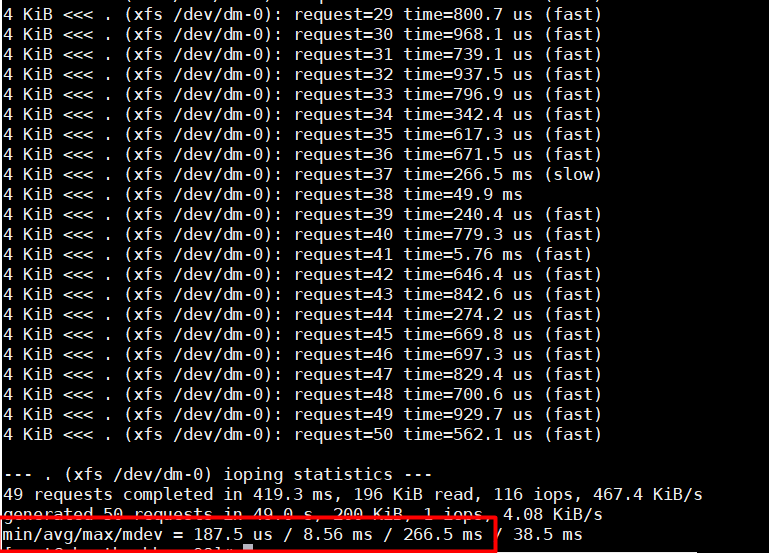 4 KiB <<< . (xfs /dev/dm-0): request=29 time=800.7 us (fast)
4 KiB <<< . (xfs /dev/dm-0): request=30 time=968.1 us (fast)
4 KiB <<< . (xfs /dev/dm-0): request=31 time=739.1 us (fast)
4 KiB <<< . (xfs /dev/dm-0): request=32 time=937.5 us (fast)
4 KiB <<< . (xfs /dev/dm-0): request=33 time=796.9 us (fast)
4 KiB <<< . (xfs /dev/dm-0): request=34 time=342.4 us (fast)
4 KiB <<< . (xfs /dev/dm-0): request=35 time=617.3 us (fast)
4 KiB <<< . (xfs /dev/dm-0): request=36 time=671.5 us (fast)
4 KiB <<< . (xfs /dev/dm-0): request=37 time=266.5 ms (slow)
4 KiB <<< . (xfs /dev/dm-0): request=38 time=49.9 ms
4 KiB <<< . (xfs /dev/dm-0): request=39 time=240.4 us (fast)
4 KiB <<< . (xfs /dev/dm-0): request=40 time=779.3 us (fast)
4 KiB <<< . (xfs /dev/dm-0): request=41 time=5.76 ms (fast)
4 KiB <<< . (xfs /dev/dm-0): request=42 time=646.4 us (fast)
4 KiB <<< . (xfs /dev/dm-0): request=43 time=842.6 us (fast)
4 KiB <<< . (xfs /dev/dm-0): request=44 time=274.2 us (fast)
4 KiB <<< . (xfs /dev/dm-0): request=45 time=669.8 us (fast)
4 KiB <<< . (xfs /dev/dm-0): request=46 time=697.3 us (fast)
4 KiB <<< . (xfs /dev/dm-0): request=47 time=829.4 us (fast)
4 KiB <<< . (xfs /dev/dm-0): request=48 time=700.6 us (fast)
4 KiB <<< . (xfs /dev/dm-0): request=49 time=929.7 us (fast)
4 KiB <<< . (xfs /dev/dm-0): request=50 time=562.1 us (fast)
--- . (xfs /dev/dm-0) ioping statistics ---
49 requests completed in 419.3 ms, 196 KiB read, 116 iops, 467.4 KiB/s
generated 50 requests in 49.0 s, 200 KiB, 1 iops, 4.08 KiB/s
min/avg/max/mdev = 187.5 us / 8.56 ms / 266.5 ms / 38.5 ms